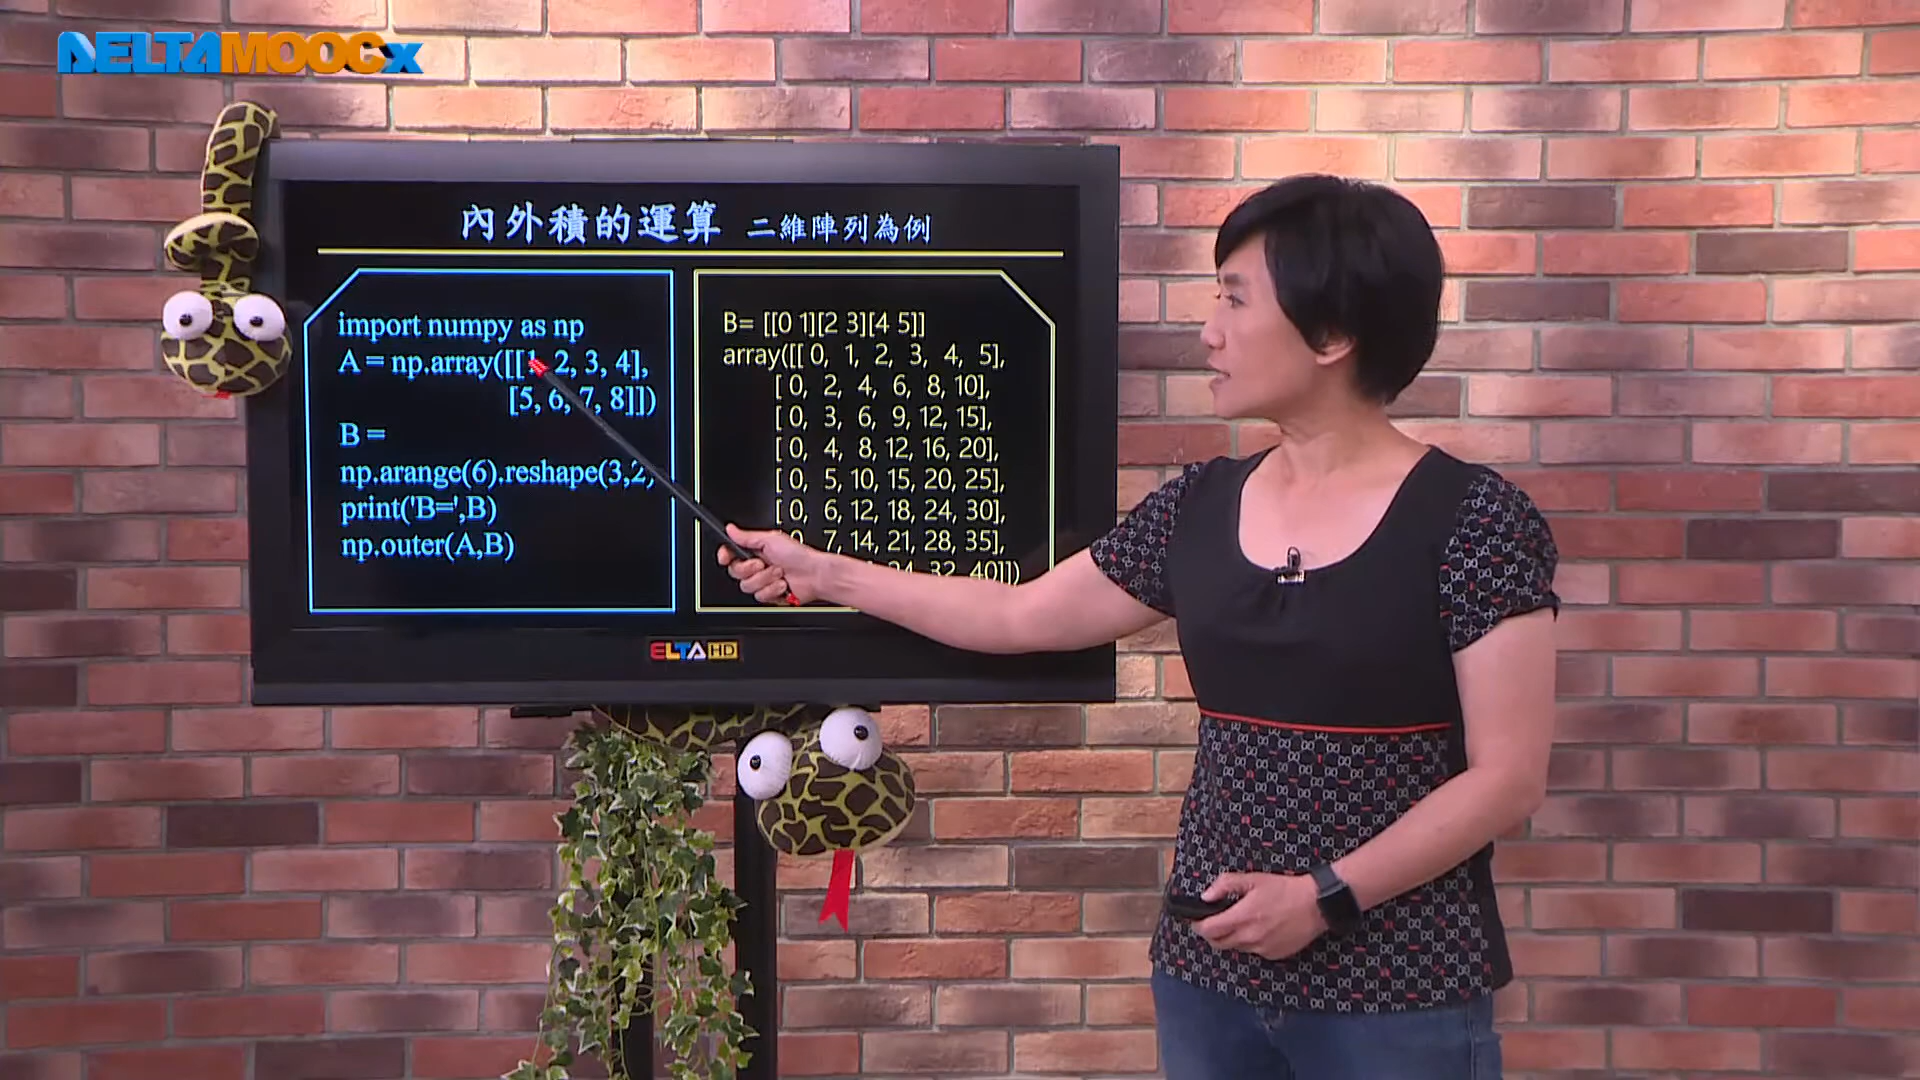 DELTAMOOCx
內外積的運算 二維陣列為例
import numpy as np
A = np.array([[1, 2, 3, 4],
[5, 6, 7, 8]])
B =
np.arange(6).reshape(3,2)
print('B=',B)
np.outer(A,B)
B= [[0 1][2 3][4 5]]
array([[ 0, 1, 2, 3, 4, 5],
[ 0, 2, 4, 6, 8, 10],
[ 0, 3, 6, 9, 12, 15],
[ 0, 4, 8, 12, 16, 20],
[ 0, 5, 10, 15, 20, 25],
[ 0, 6, 12, 18, 24, 30],
0, 7, 14, 21, 28, 35],
24, 32, 40]])
ELTA HD